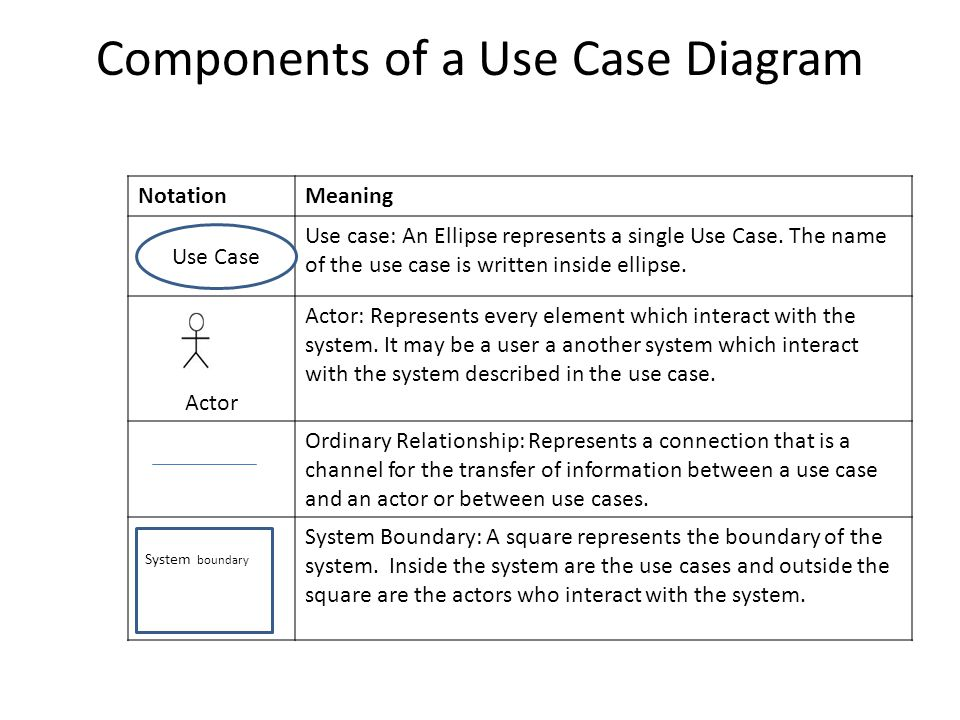 Components of a Use Case Diagram
Notation
Meaning
Use Case
Use case: An Ellipse represents a single Use Case. The name
of the use case is written inside ellipse.
Actor
Actor: Represents every element which interact with the
system. It may be a user a another system which interact
with the system described in the use case.
Ordinary Relationship: Represents a connection that is a
channel for the transfer of information between a use case
and an actor or between use cases.
System boundary
System Boundary: A square represents the boundary of the
system. Inside the system are the use cases and outside the
square are the actors who interact with the system.